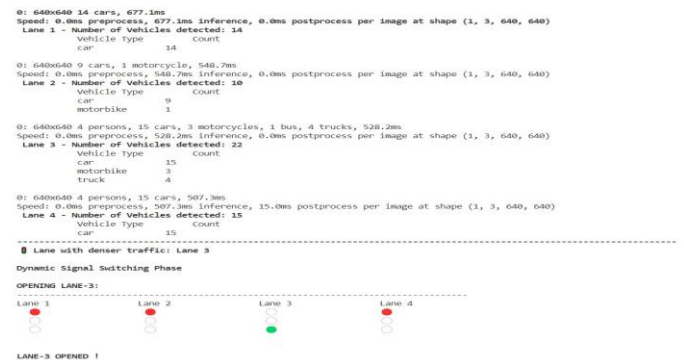 0: 640x640 14 cars, 677.1ms
Speed: 0.0ms preprocess, 677.1ms inference, 0.0ms postprocess per image at shape (1, 3, 640, 640)
Lane 1 - Number of Vehicles detected: 14
Vehicle Type Count
car 14
0: 640x640 9 cars, 1 motorcycle, 548.7ms
Speed: 0.0ms preprocess, 548.7ms inference, 0.0ms postprocess per image at shape (1, 3, 640, 640)
Lane 2 - Number of Vehicles detected: 10
Vehicle Type Count
car 9
motorbike 1
0: 640x640 4 persons, 15 cars, 3 motorcycles, 1 bus, 4 trucks, 528.2ms
Speed: 0.0ms preprocess, 528.2ms inference, 0.0ms postprocess per image at shape (1, 3, 640, 640)
Lane 3 - Number of Vehicles detected: 22
Vehicle Type Count
car 15
motorbike 3
truck 4
0: 640x640 4 persons, 15 cars, 507.3ms
Speed: 0.0ms preprocess, 507.3ms inference, 15.0ms postprocess per image at shape (1, 3, 640, 640)
Lane 4 - Number of Vehicles detected: 15
Vehicle Type Count
car 15
Lane with denser traffic: Lane 3
Dynamic Signal Switching Phase
OPENING LANE-3:
Lane 1 Lane 2 Lane 3 Lane 4
LANE-3 OPENED !